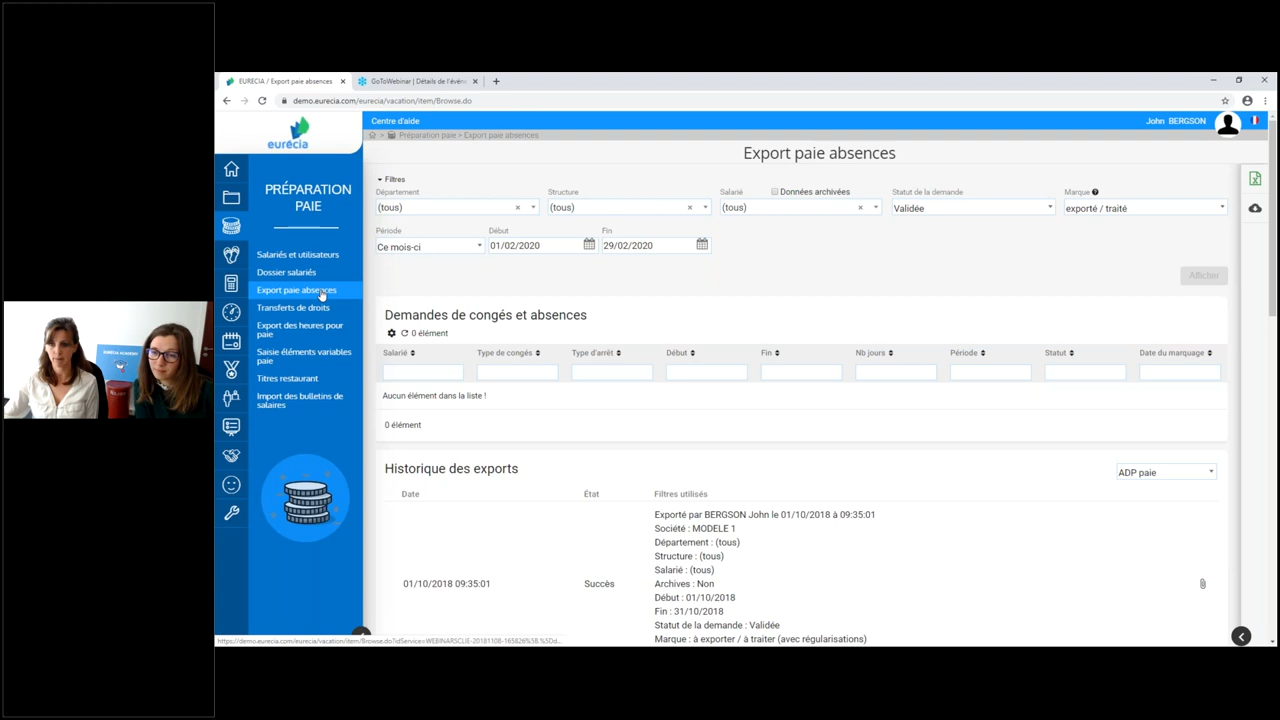 EURECIA / Export paie absences
GoToWebinar | Détails de l'évén
demo.eurecia.com/eurecia/vacation/item/Browse.do
eurécia
Centre d'aide
John BERGSON
Préparation paie > Export paie absences
PRÉPARATION
PAIE
Salariés et utilisateurs
Dossier salariés
Export paie absences
Transferts de droits
Export des heures pour
paie
Saisie éléments variables
paie
Titres restaurant
Import des bulletins de
salaires
Export paie absences
Filtres
Département Structure Salarié Données archivées Statut de la demande Marque
(tous) (tous) (tous) Validée exporté / traité
Période Début Fin
Ce mois-ci 01/02/2020 29/02/2020
Afficher
Demandes de congés et absences
0 élément
Salarié Type de congés Type d'arrêt Début Fin Nb jours Période Statut Date du marquage
Aucun élément dans la liste !
0 élément
Historique des exports
ADP paie
Date État Filtres utilisés
Exporté par BERGSON John le 01/10/2018 à 09:35:01
Société : MODELE 1
Département : (tous)
Structure : (tous)
Salarié : (tous)
01/10/2018 09:35:01 Succès Archives : Non
Début : 01/10/2018
Fin : 31/10/2018
Statut de la demande : Validée
Marque : à exporter / à traiter (avec régularisations)